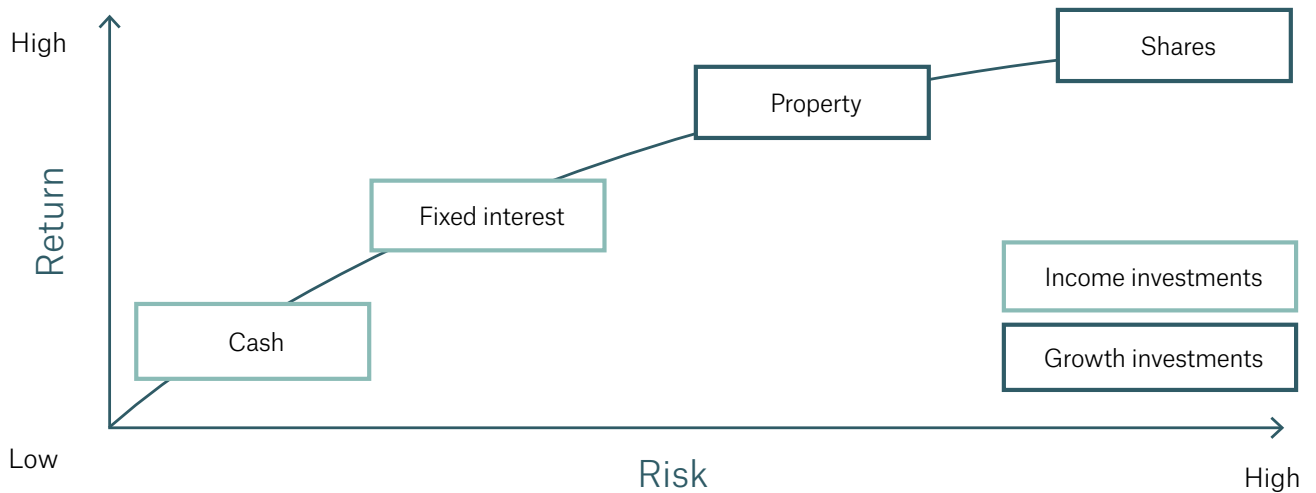 High
Shares
Property
Return
Fixed interest
Income investments
Cash
Growth investments
Low
Risk
High